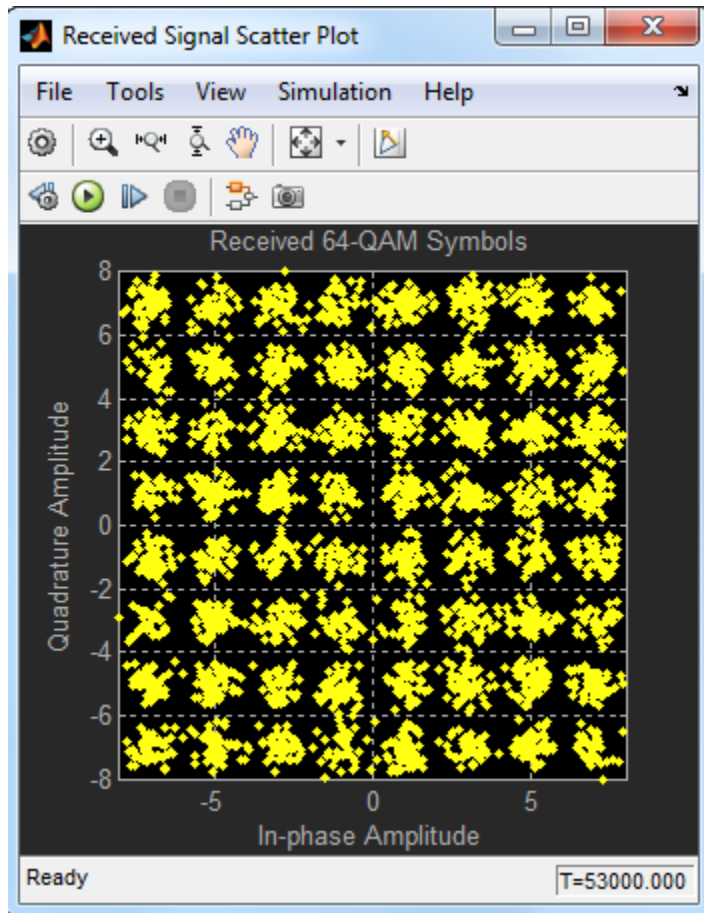 Received Signal Scatter Plot
File Tools View Simulation Help
Received 64-QAM Symbols
8
6
4
2
0
-2
-4
-6
-8
Quadrature Amplitude
-5 0 5
In-phase Amplitude
Ready T=53000.000